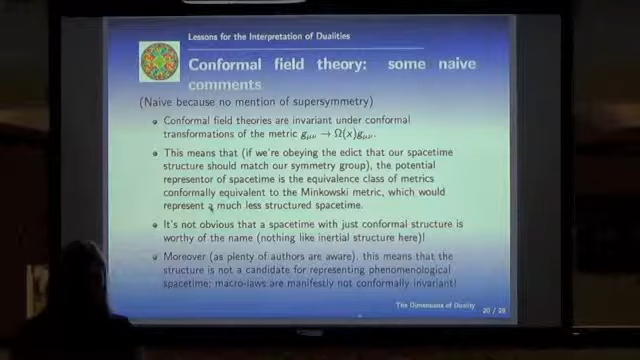 Lessons for the Interpretation of Dualities
Conformal field theory: some naive
comments
(Naive because no mention of supersymmetry)
Conformal field theories are invariant under conformal
transformations of the metric gμν → Ω(x)gμν.
This means that (if we're obeying the edict that our spacetime
structure should match our symmetry group), the potential
representor of spacetime is the equivalence class of metrics
conformally equivalent to the Minkowski metric, which would
represent a much less structured spacetime.
It's not obvious that a spacetime with just conformal structure is
worthy of the name (nothing like inertial structure here)!
Moreover (as plenty of authors are aware), this means that the
structure is not a candidate for representing phenomenological
spacetime; macro-laws are manifestly not conformally invariant!
The Dimensions of Duality
20 / 28